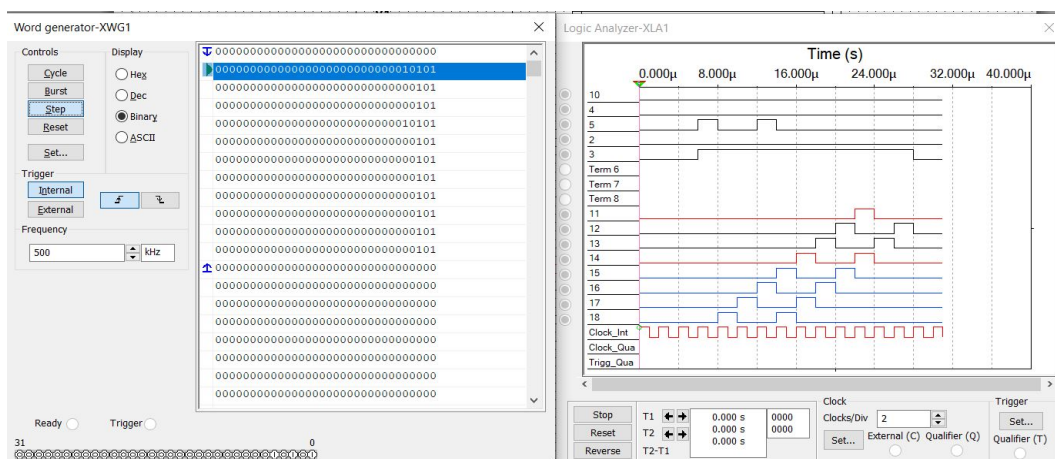 Word generator-XWG1
Controls
Display
Cycle
Burst
Step
Reset
Set...
Hex
Dec
Binary
ASCII
Trigger
Internal
External
Frequency
500
kHz
00000000000000000000000000000000
00000000000000000000000000010101
00000000000000000000000000000101
00000000000000000000000000000101
00000000000000000000000000010101
00000000000000000000000000000101
00000000000000000000000000000101
00000000000000000000000000000101
00000000000000000000000000000101
00000000000000000000000000000101
00000000000000000000000000000101
00000000000000000000000000000101
00000000000000000000000000000000
00000000000000000000000000000000
00000000000000000000000000000000
00000000000000000000000000000000
00000000000000000000000000000000
00000000000000000000000000000000
00000000000000000000000000000000
00000000000000000000000000000000
Ready
Trigger
31
0
Logic Analyzer-XLA1
Time (s)
0.000µ 8.000µ 16.000µ 24.000µ 32.000µ 40.000µ
10
4
5
2
3
Term 6
Term 7
Term 8
11
12
13
14
15
16
17
18
Clock_Int
Clock_Qua
Trigg_Qua
Stop
Reset
Reverse
T1 0.000 s 0000
T2 0.000 s 0000
T2-T1 0.000 s
Clock
Clocks/Div 2
Set... External (C) Qualifier (Q)
Trigger
Set...
Qualifier (T)